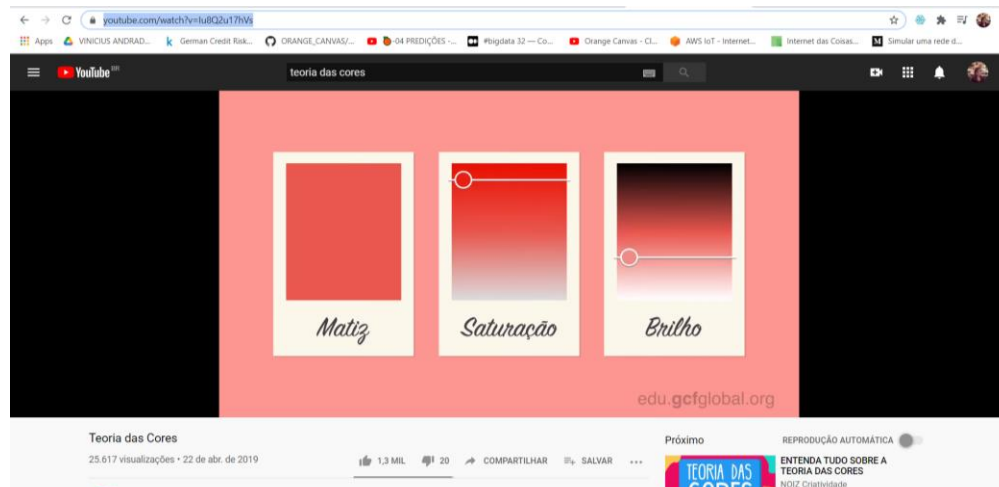 youtube.com/watch?v=Iu8Q2u17hVs
Apps VINICIUS ANDRAD... German Credit Risk... ORANGE_CANVAS/... -04 PREDIÇÕES -... #bigdata 32 — Co... Orange Canvas - Cl... AWS IoT - Internet... Internet das Coisas... Simular uma rede d...
YouTube BR teoria das cores
Matiz Saturação Brilho
edu.gcfglobal.org
Teoria das Cores
25.617 visualizações • 22 de abr. de 2019 1,3 MIL 20 COMPARTILHAR SALVAR ...
Próximo REPRODUÇÃO AUTOMÁTICA
TEORIA DAS
CORES
ENTENDA TUDO SOBRE A
TEORIA DAS CORES
NOIZ Criatividade